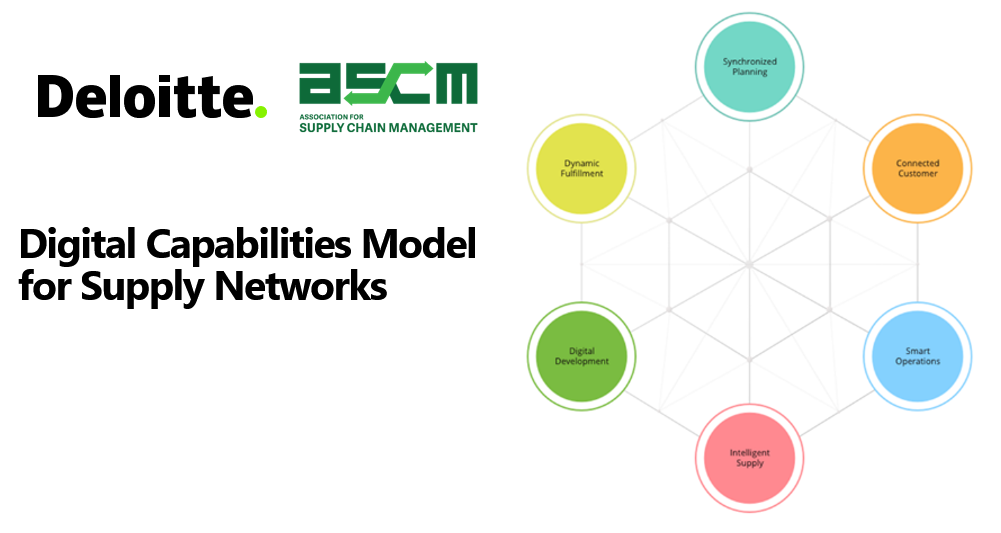 Deloitte.
ascm
ASSOCIATION FOR
SUPPLY CHAIN MANAGEMENT
Digital Capabilities Model
for Supply Networks
Synchronized
Planning
Dynamic
Fulfillment
Connected
Customer
Digital
Development
Smart
Operations
Intelligent
Supply